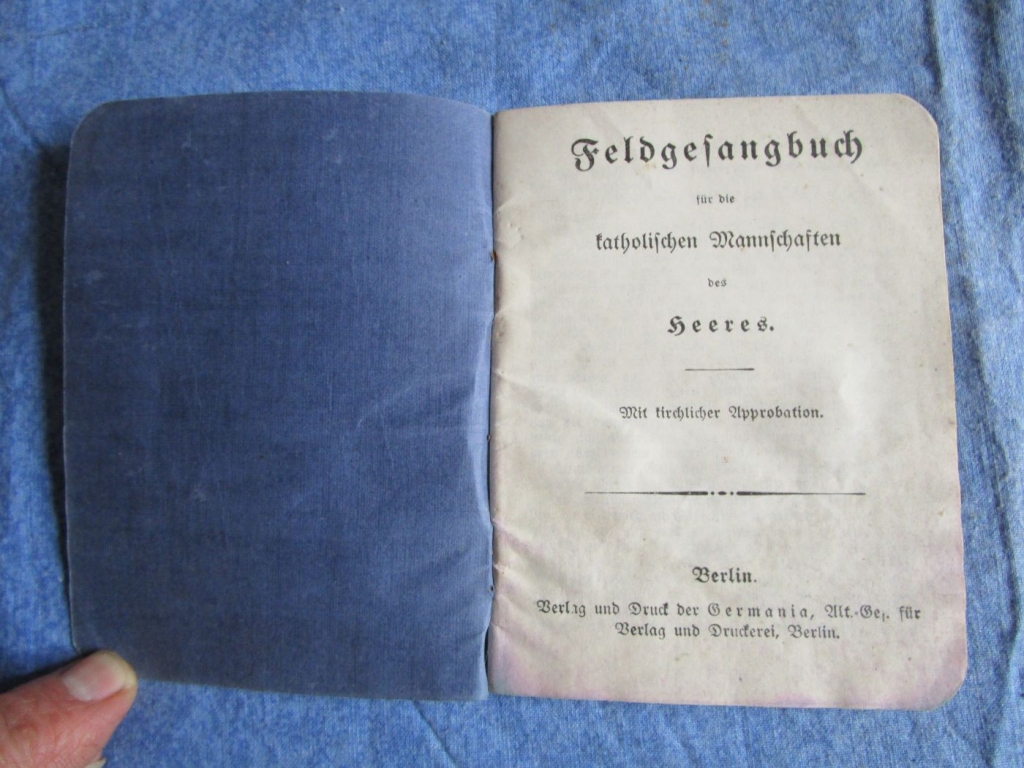 Feldgeſangbuch
für die
katholiſchen Mannſchaften
des
Heeres.
Mit kirchlicher Approbation.
Berlin.
Verlag und Druck der Germania, Akt.-Geſ. für
Verlag und Druckerei, Berlin.